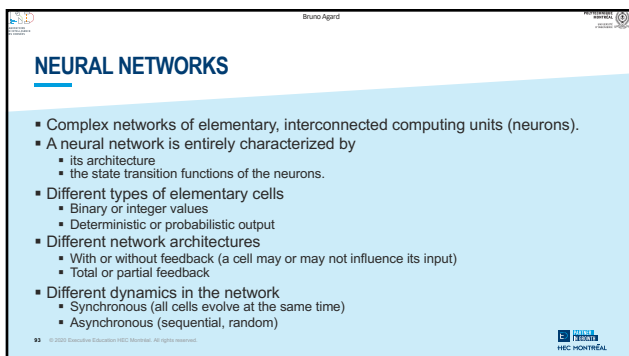 Bruno Agard
POLYTECHNIQUE
MONTRÉAL
NEURAL NETWORKS
▪ Complex networks of elementary, interconnected computing units (neurons).
▪ A neural network is entirely characterized by
▪ its architecture
▪ the state transition functions of the neurons.
▪ Different types of elementary cells
▪ Binary or integer values
▪ Deterministic or probabilistic output
▪ Different network architectures
▪ With or without feedback (a cell may or may not influence its input)
▪ Total or partial feedback
▪ Different dynamics in the network
▪ Synchronous (all cells evolve at the same time)
▪ Asynchronous (sequential, random)
93 © 2020 Executive Education HEC Montréal. All rights reserved.
HEC MONTRÉAL